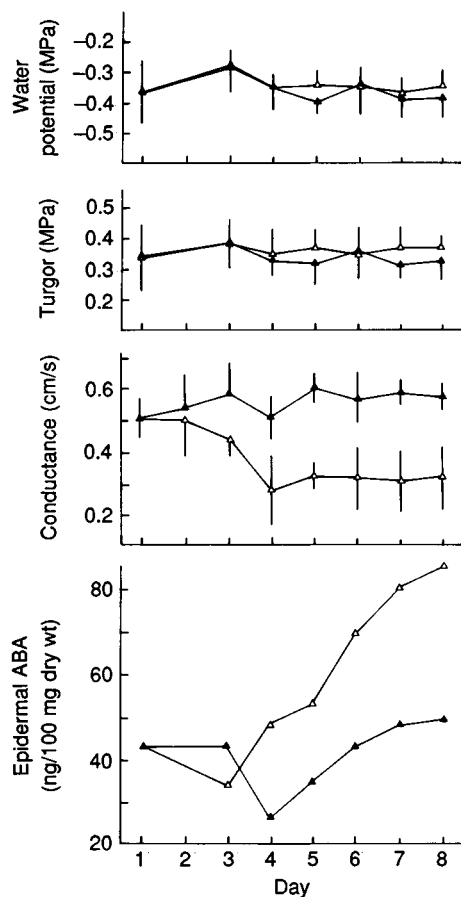 Water
potential (MPa)
−0.2
−0.3
−0.4
−0.5
Turgor (MPa)
0.5
0.4
0.3
0.2
Conductance (cm/s)
0.6
0.4
0.2
Epidermal ABA
(ng/100 mg dry wt)
80
60
40
20
1 2 3 4 5 6 7 8
Day